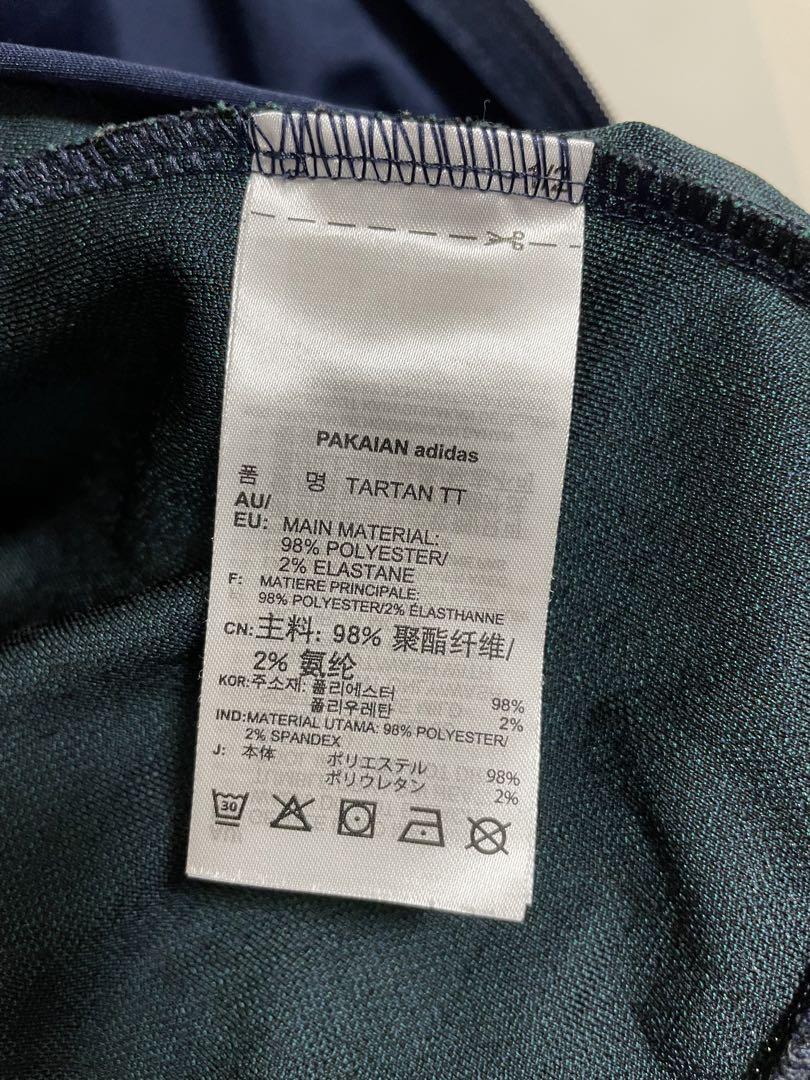 1/2
PAKAIAN adidas
품 명 TARTAN TT
AU/
EU: MAIN MATERIAL:
98% POLYESTER/
2% ELASTANE
F: MATIERE PRINCIPALE:
98% POLYESTER/2% ÉLASTHANNE
CN: 主料: 98% 聚酯纤维/
2% 氨纶
KOR: 주소재: 폴리에스터 98%
폴리우레탄 2%
IND: MATERIAL UTAMA: 98% POLYESTER/
2% SPANDEX
J: 本体 ポリエステル 98%
ポリウレタン 2%
30